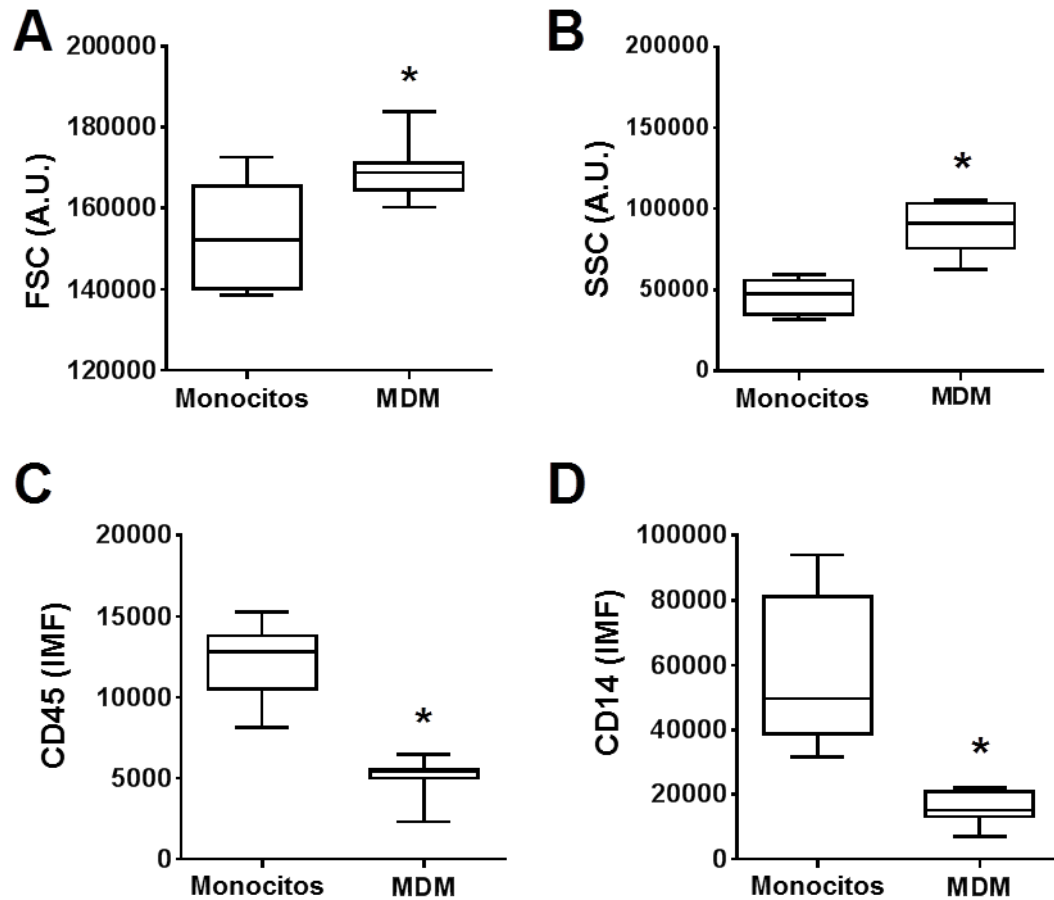 A
FSC (A.U.)
200000
180000
160000
140000
120000
*
Monocitos MDM
B
SSC (A.U.)
200000
150000
100000
50000
0
*
Monocitos MDM
C
CD45 (IMF)
20000
15000
10000
5000
0
*
Monocitos MDM
D
CD14 (IMF)
100000
80000
60000
40000
20000
0
*
Monocitos MDM